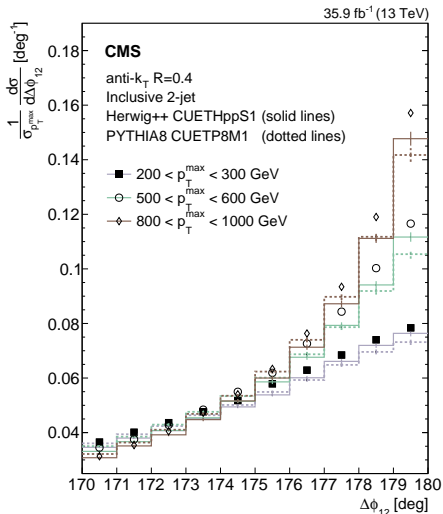 35.9 fb⁻¹ (13 TeV)
1/σ_{p_T^{max}} dσ/dΔϕ₁₂ [deg⁻¹]
CMS
anti-k_T R=0.4
Inclusive 2-jet
Herwig++ CUETHppS1 (solid lines)
PYTHIA8 CUETP8M1 (dotted lines)
200 < p_T^{max} < 300 GeV
500 < p_T^{max} < 600 GeV
800 < p_T^{max} < 1000 GeV
0.18
0.16
0.14
0.12
0.1
0.08
0.06
0.04
170 171 172 173 174 175 176 177 178 179 180
Δϕ₁₂ [deg]